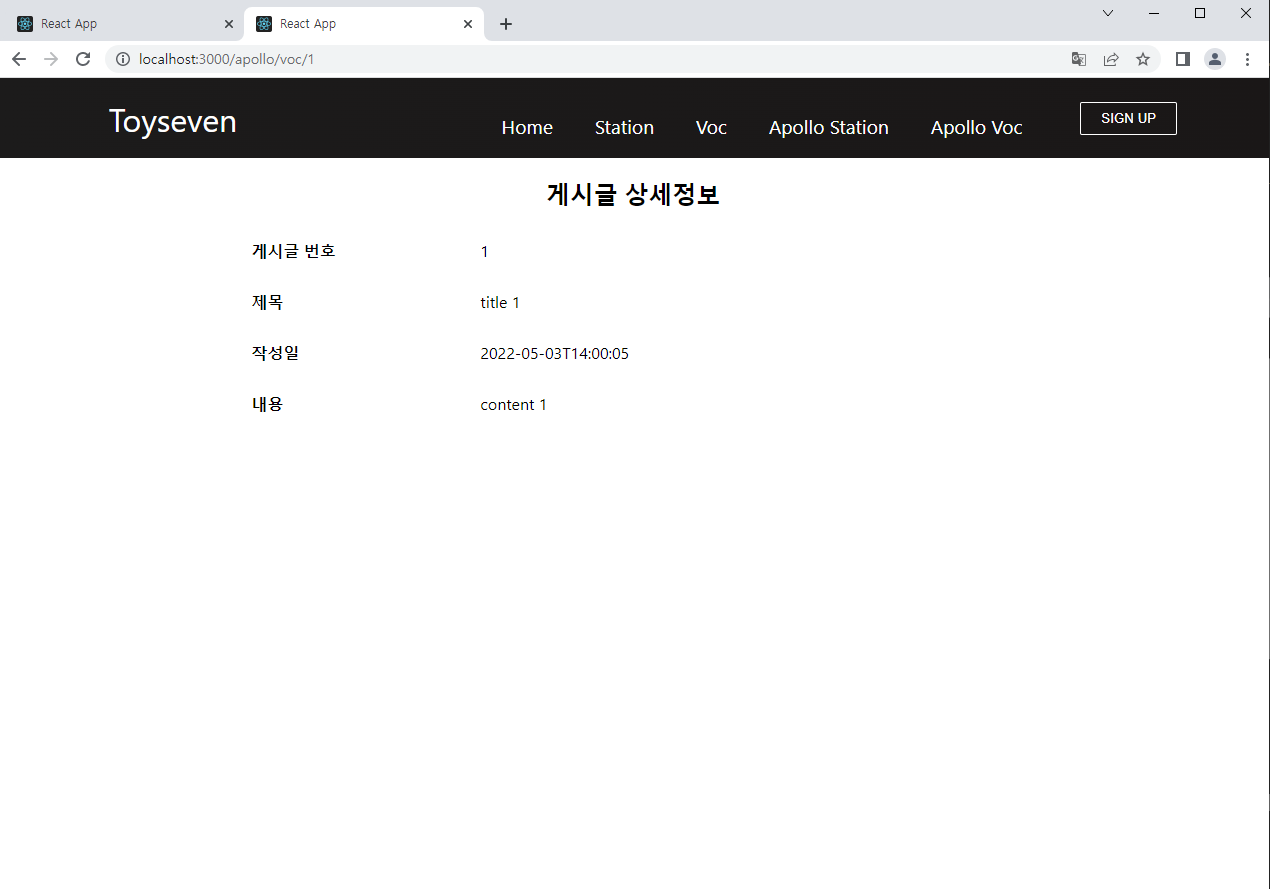 React App
React App
localhost:3000/apollo/voc/1
Toyseven
Home Station Voc Apollo Station Apollo Voc SIGN UP
게시글 상세정보
게시글 번호 1
제목 title 1
작성일 2022-05-03T14:00:05
내용 content 1